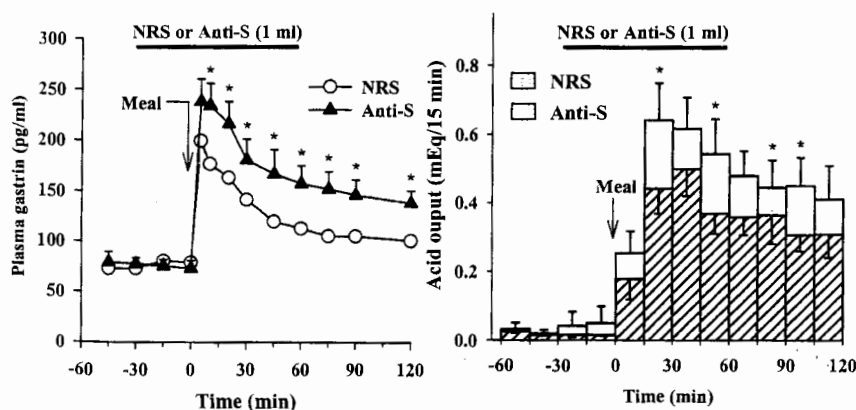 NRS or Anti-S (1 ml)
300
250
200
150
100
50
0
Plasma gastrin (pg/ml)
Meal
NRS
Anti-S
* * * * * * * *
-60 -30 0 30 60 90 120
Time (min)
NRS or Anti-S (1 ml)
0.8
0.6
0.4
0.2
0.0
Acid ouput (mEq/15 min)
NRS
Anti-S
Meal
* * * *
-60 -30 0 30 60 90 120
Time (min)